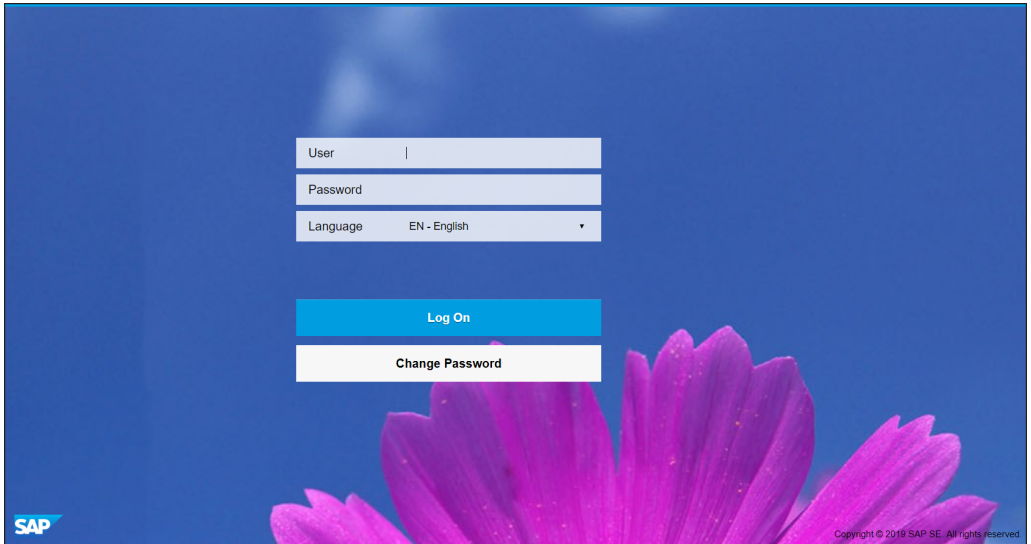 User
Password
Language EN - English
Log On
Change Password
SAP
Copyright © 2019 SAP SE. All rights reserved